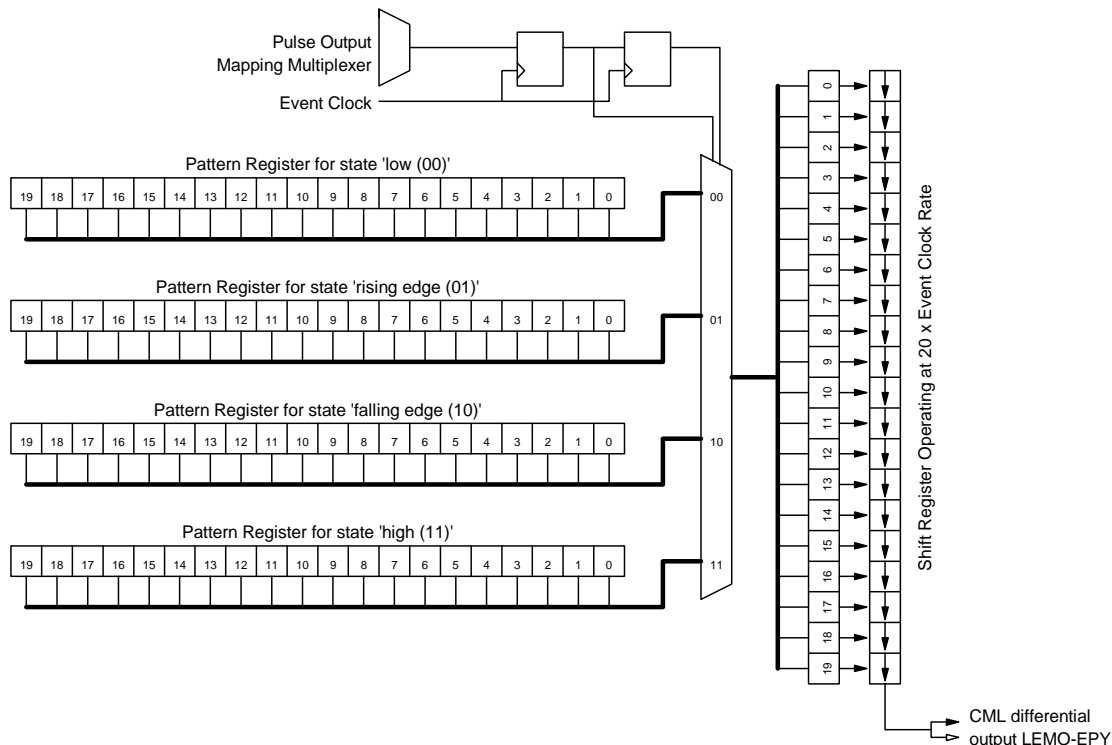 Pulse Output
Mapping Multiplexer
Event Clock
Pattern Register for state 'low (00)'
19 18 17 16 15 14 13 12 11 10 9 8 7 6 5 4 3 2 1 0
00
Pattern Register for state 'rising edge (01)'
19 18 17 16 15 14 13 12 11 10 9 8 7 6 5 4 3 2 1 0
01
Pattern Register for state 'falling edge (10)'
19 18 17 16 15 14 13 12 11 10 9 8 7 6 5 4 3 2 1 0
10
Pattern Register for state 'high (11)'
19 18 17 16 15 14 13 12 11 10 9 8 7 6 5 4 3 2 1 0
11
0
1
2
3
4
5
6
7
8
9
10
11
12
13
14
15
16
17
18
19
Shift Register Operating at 20 x Event Clock Rate
CML differential
output LEMO-EPY